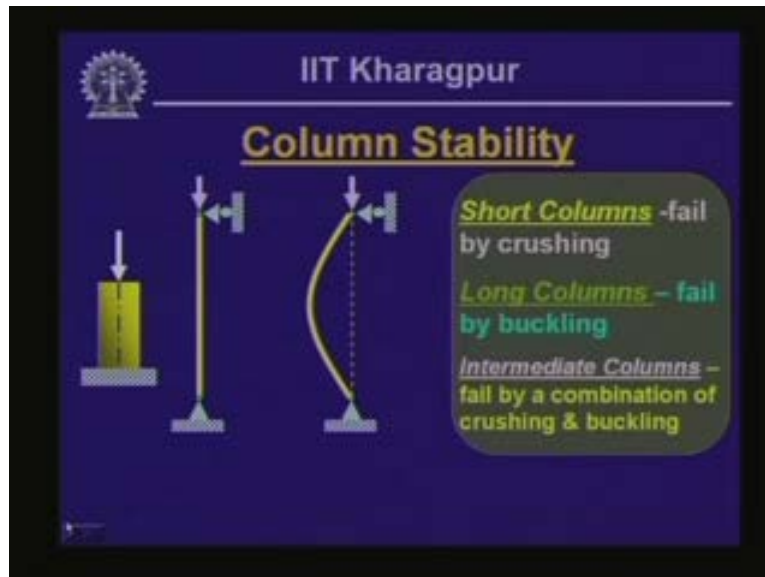 IIT Kharagpur
Column Stability
Short Columns -fail
by crushing
Long Columns – fail
by buckling
Intermediate Columns –
fail by a combination of
crushing & buckling